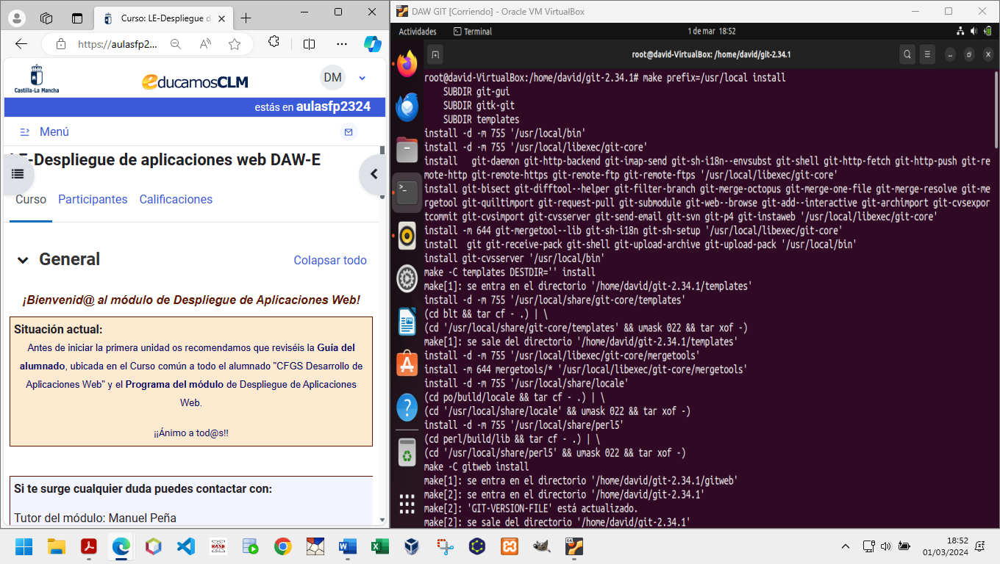 Curso: LE-Despliegue d
https://aulasfp2...
Castilla-La Mancha
educamosCLM
DM
estás en aulasfp2324
Menú
LE-Despliegue de aplicaciones web DAW-E
Curso Participantes Calificaciones
General
Colapsar todo
¡Bienvenid@ al módulo de Despliegue de Aplicaciones Web!
Situación actual:
Antes de iniciar la primera unidad os recomendamos que reviséis la Guía del
alumnado, ubicada en el Curso común a todo el alumnado "CFGS Desarrollo de
Aplicaciones Web" y el Programa del módulo de Despliegue de Aplicaciones
Web.
¡¡Ánimo a tod@s!!
Si te surge cualquier duda puedes contactar con:
Tutor del módulo: Manuel Peña
DAW GIT [Corriendo] - Oracle VM VirtualBox
Actividades
Terminal
1 de mar 18:52
root@david-VirtualBox: /home/david/git-2.34.1
root@david-VirtualBox:/home/david/git-2.34.1# make prefix=/usr/local install
SUBDIR git-gui
SUBDIR gitk-git
SUBDIR templates
install -d -m 755 '/usr/local/bin'
install -d -m 755 '/usr/local/libexec/git-core'
install   git-daemon git-http-backend git-imap-send git-sh-i18n--envsubst git-shell git-http-fetch git-http-push git-re
mote-http git-remote-https git-remote-ftp git-remote-ftps '/usr/local/libexec/git-core'
install git-bisect git-difftool--helper git-filter-branch git-merge-octopus git-merge-one-file git-merge-resolve git-me
rgetool git-quiltimport git-request-pull git-submodule git-web--browse git-add--interactive git-archimport git-cvsexpor
tcommit git-cvsimport git-cvsserver git-send-email git-svn git-p4 git-instaweb '/usr/local/libexec/git-core'
install -m 644 git-mergetool--lib git-sh-i18n git-sh-setup '/usr/local/libexec/git-core'
install  git git-receive-pack git-shell git-upload-archive git-upload-pack '/usr/local/bin'
install git-cvsserver '/usr/local/bin'
make -C templates DESTDIR='' install
make[1]: se entra en el directorio '/home/david/git-2.34.1/templates'
install -d -m 755 '/usr/local/share/git-core/templates'
(cd blt && tar cf - .) | \
(cd '/usr/local/share/git-core/templates' && umask 022 && tar xof -)
make[1]: se sale del directorio '/home/david/git-2.34.1/templates'
install -d -m 755 '/usr/local/libexec/git-core/mergetools'
install -m 644 mergetools/* '/usr/local/libexec/git-core/mergetools'
install -d -m 755 '/usr/local/share/locale'
(cd po/build/locale && tar cf - .) | \
(cd '/usr/local/share/locale' && umask 022 && tar xof -)
install -d -m 755 '/usr/local/share/perl5'
(cd perl/build/lib && tar cf - .) | \
(cd '/usr/local/share/perl5' && umask 022 && tar xof -)
make -C gitweb install
make[1]: se entra en el directorio '/home/david/git-2.34.1/gitweb'
make[2]: se entra en el directorio '/home/david/git-2.34.1'
make[2]: 'GIT-VERSION-FILE' está actualizado.
make[2]: se sale del directorio '/home/david/git-2.34.1'
18:52
01/03/2024